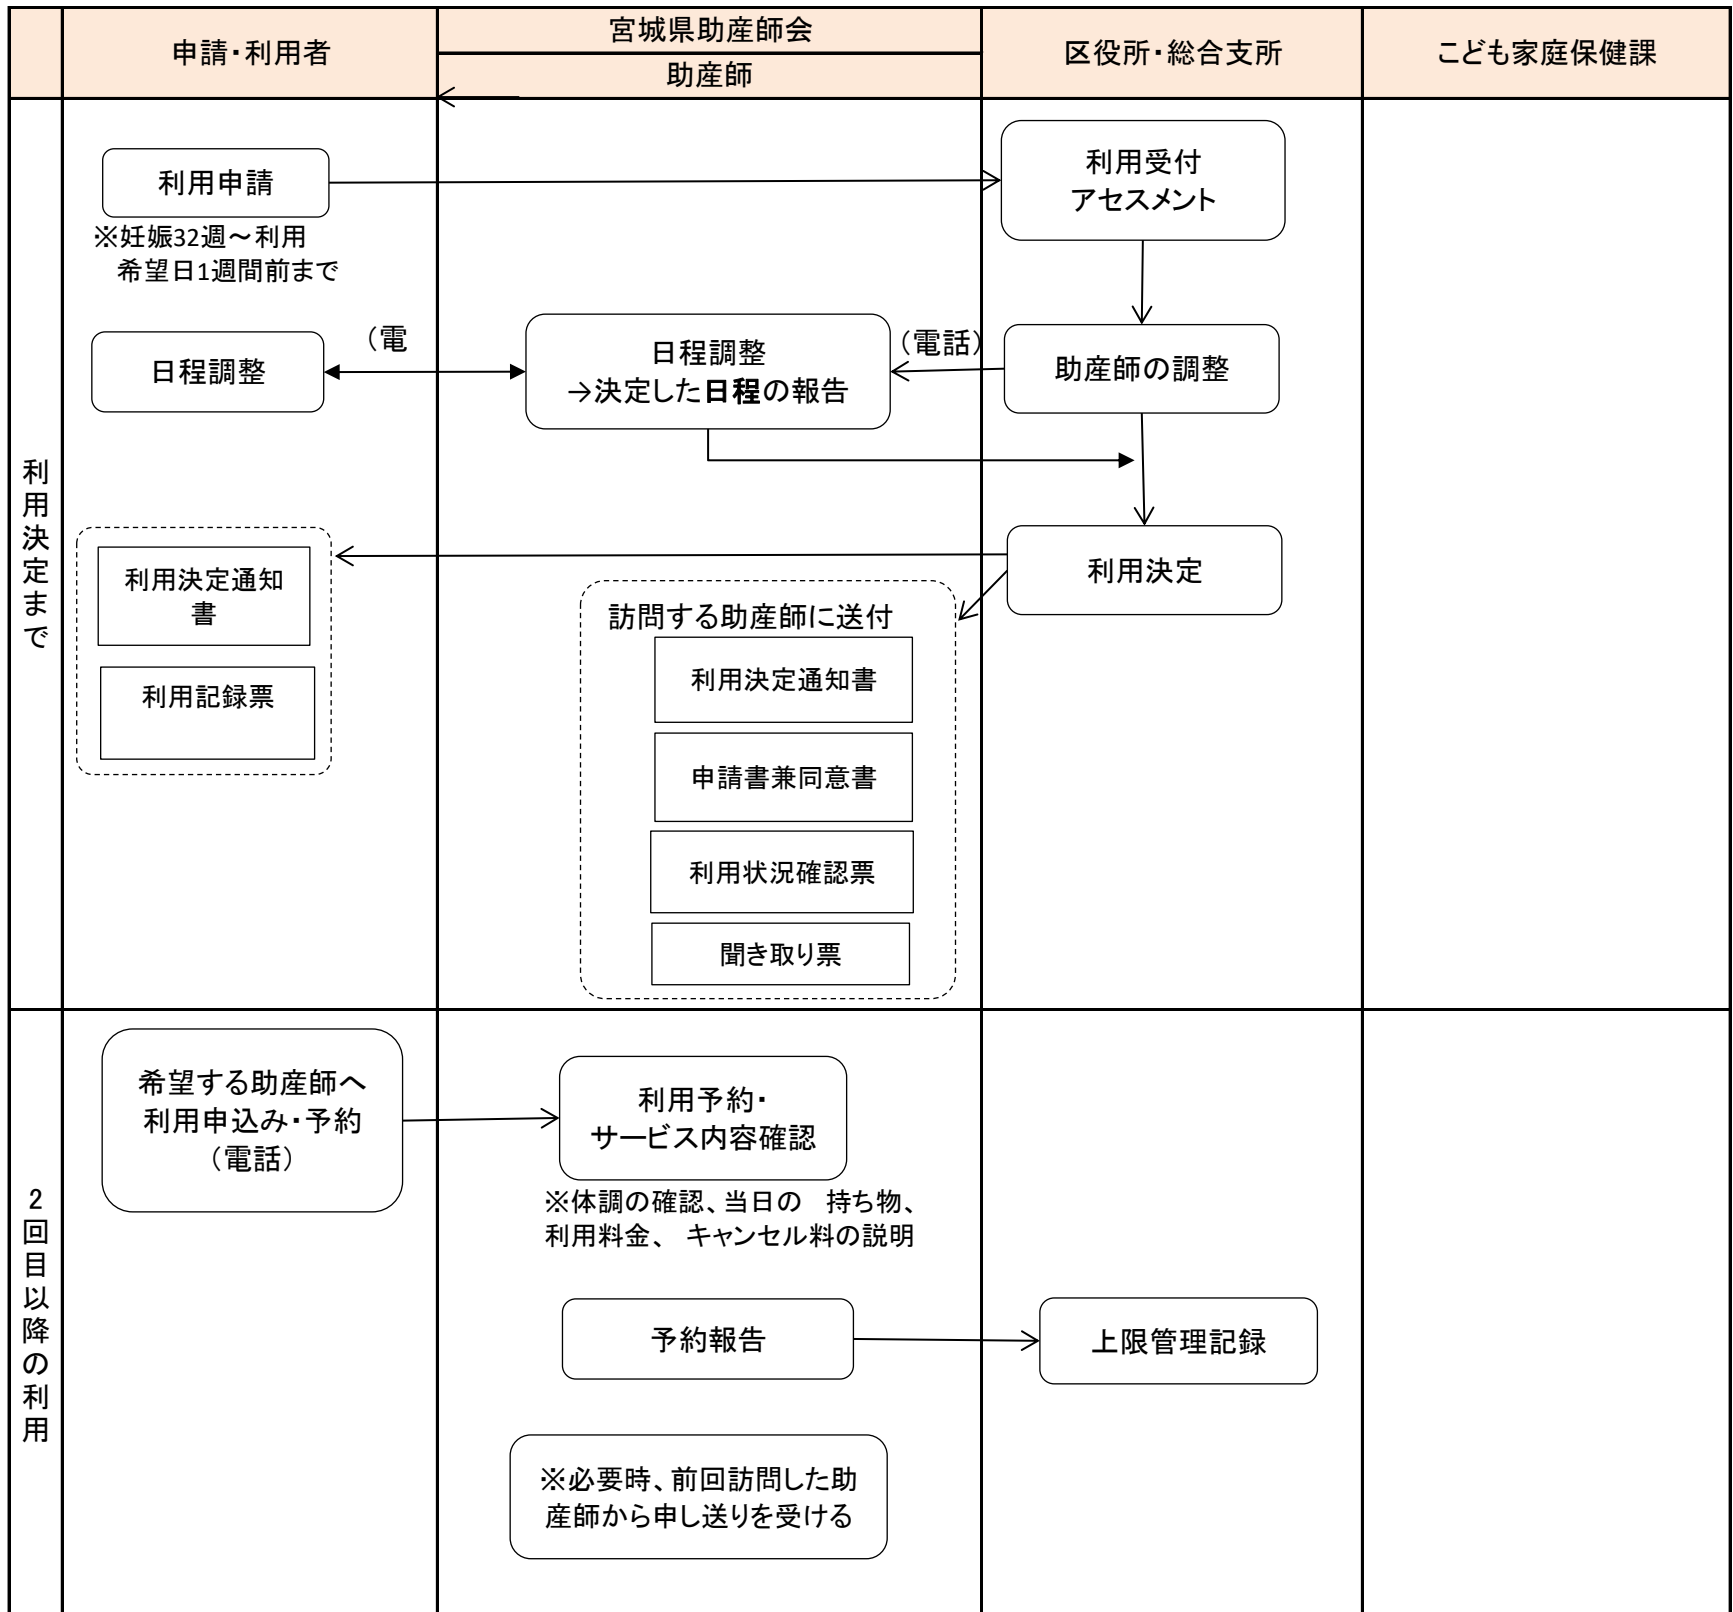 申請・利用者
宮城県助産師会
助産師
区役所・総合支所
こども家庭保健課
利用決定まで
利用申請
※妊娠32週～利用
希望日1週間前まで
利用受付
アセスメント
日程調整
（電
日程調整
→決定した日程の報告
（電話）
助産師の調整
利用決定
利用決定通知
書
利用記録票
訪問する助産師に送付
利用決定通知書
申請書兼同意書
利用状況確認票
聞き取り票
2回目以降の利用
希望する助産師へ
利用申込み・予約
（電話）
利用予約・
サービス内容確認
※体調の確認、当日の　持ち物、
利用料金、　キャンセル料の説明
予約報告
上限管理記録
※必要時、前回訪問した助
産師から申し送りを受ける